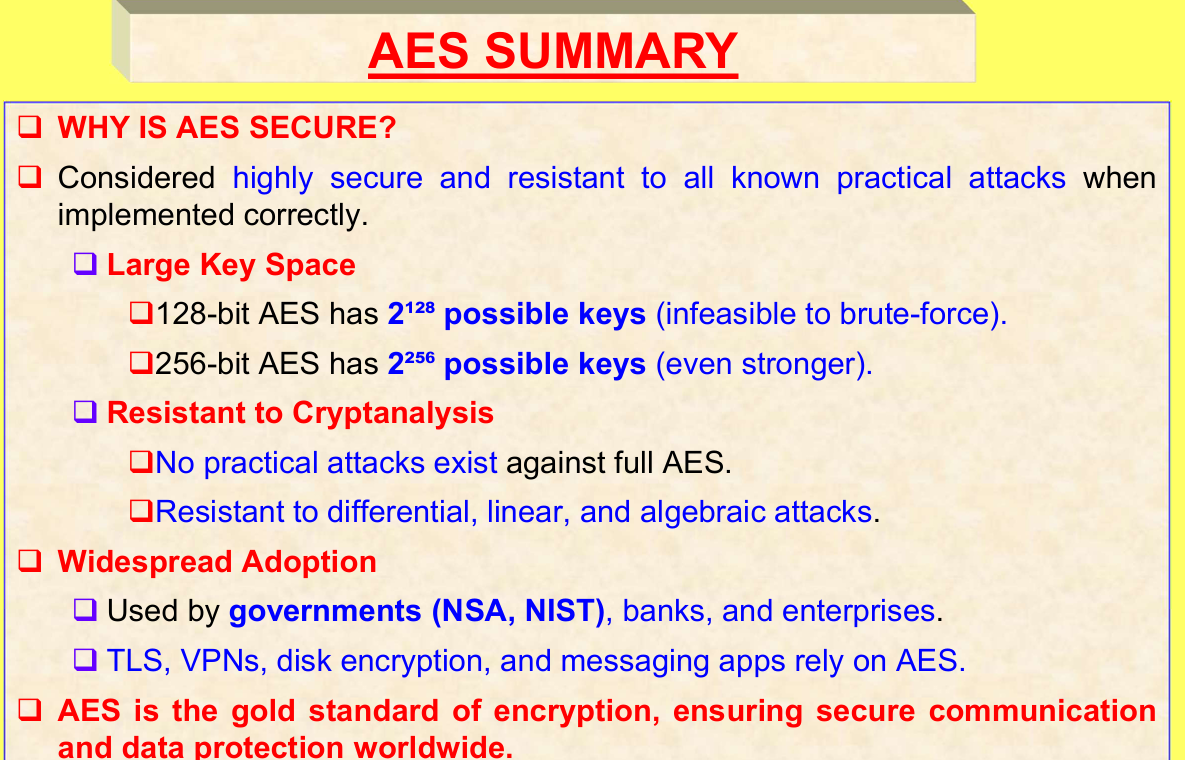 AES SUMMARY
❑ WHY IS AES SECURE?
❑ Considered highly secure and resistant to all known practical attacks when
implemented correctly.
❑ Large Key Space
❑128-bit AES has 2¹²⁸ possible keys (infeasible to brute-force).
❑256-bit AES has 2²⁵⁶ possible keys (even stronger).
❑ Resistant to Cryptanalysis
❑No practical attacks exist against full AES.
❑Resistant to differential, linear, and algebraic attacks.
❑ Widespread Adoption
❑ Used by governments (NSA, NIST), banks, and enterprises.
❑ TLS, VPNs, disk encryption, and messaging apps rely on AES.
❑ AES is the gold standard of encryption, ensuring secure communication
and data protection worldwide.